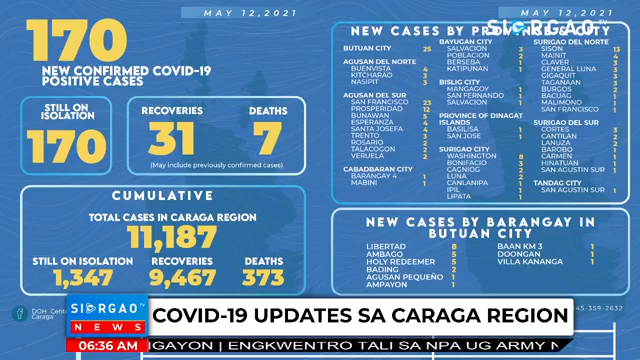 MAY 12,2021
170
NEW CONFIRMED COVID-19
POSITIVE CASES
STILL ON
ISOLATION
170
RECOVERIES
31
DEATHS
7
(May include previously confirmed cases)
CUMULATIVE
TOTAL CASES IN CARAGA REGION
11,187
STILL ON ISOLATION
1,347
RECOVERIES
9,467
DEATHS
373
MAY 12,2021
SIARGAO TV
NEW CASES BY PROVINCE & CITY
BUTUAN CITY 25
AGUSAN DEL NORTE
BUENVISTA 4
KITCHARAO 3
NASIPIT 3
AGUSAN DEL SUR
SAN FRANCISCO 23
PROSPERIDAD 12
BUNAWAN 5
ESPERANZA 4
SANTA JOSEFA 4
TRENTO 3
ROSARIO 2
TALACOGON 2
VERUELA 2
CABADBARAN CITY
BARANGAY 4 1
MABINI 1
BAYUGAN CITY
SALVACION 3
POBLACION 2
BERSEBA 1
KATIPUNAN 1
BISLIG CITY
MANGAGOY 1
SAN FERNANDO 1
SALVACION 1
PROVINCE OF DINAGAT
ISLANDS
BASILISA 1
SAN JOSE 1
SURIGAO CITY
WASHINGTON 8
BONIFACIO 3
CAGNIOG 2
LUNA 2
CANLANIPA 1
IPIL 1
LIPATA 1
SURIGAO DEL NORTE
SISON 13
MAINIT 4
CLAVER 3
GENERAL LUNA 3
GIGAQUIT 3
TAGANAAN 3
BURGOS 2
BACUAG 1
MALIMONO 1
SAN FRANCISCO 1
SURIGAO DEL SUR
CORTES 3
CANTILAN 2
LANUZA 2
BAROBO 1
CARMEN 1
HINATUAN 1
SAN AGUSTIN SUR 1
TANDAG CITY
SAN AGUSTIN SUR 1
NEW CASES BY BARANGAY IN
BUTUAN CITY
LIBERTAD 8
AMBAGO 5
HOLY REDEEMER 5
BADING 2
AGUSAN PEQUEÑO 1
AMPAYON 1
BAAN KM 3 1
DOONGAN 1
VILLA KANANGA 1
DOH
Caraga
45-359-2632
SIARGAO TV
NEWS
06:36 AM
COVID-19 UPDATES SA CARAGA REGION
NGAYON | ENGKWENTRO TALI SA NPA UG ARMY N